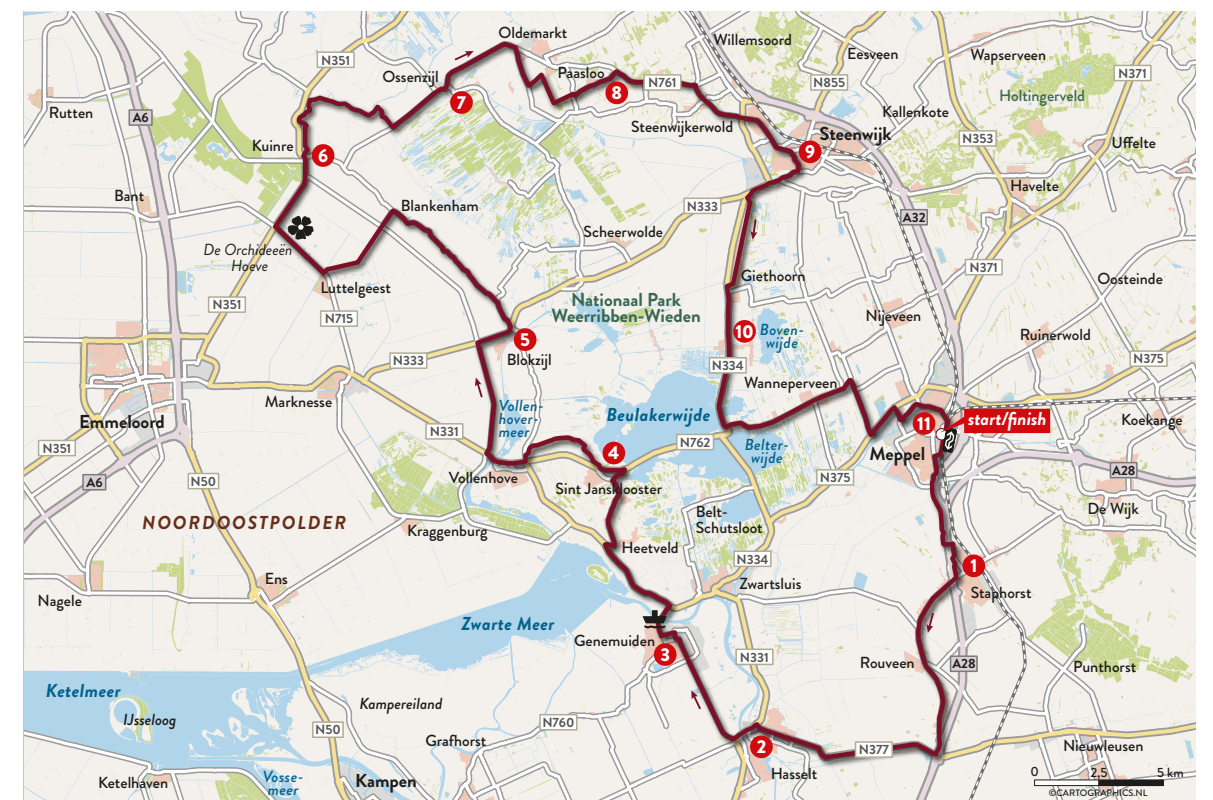 Oldemarkt
Willemsoord
Eesveen
Wapserveen
N351
Ossenzijl
Paasloo
N761
N855
N371
8
7
Holtingerveld
Rutten
A6
Kallenkote
Steenwijkerwold
Steenwijk
N353
Uffelte
Kuinre
6
9
Bant
Havelte
Blankenham
N333
A32
De Orchideeën
Hoeve
Scheerwolde
N371
Luttelgeest
Giethoorn
Oosteinde
N351
N715
Nationaal Park
Weerribben-Wieden
Nijeveen
5
10
Boven-
wijde
Ruinerwold
N333
Blokzijl
N334
N375
Wanneperveen
Marknesse
Vollen-
hover-
meer
Beulakerwijde
Emmeloord
start/finish
Koekange
11
N331
N762
N351
4
Belter-
wijde
Meppel
A6
N50
Vollenhove
Sint Jansklooster
N375
A28
NOORDOOSTPOLDER
Belt-
Schutsloot
De Wijk
Kraggenburg
Heetveld
N334
1
Ens
Zwartsluis
Staphorst
Nagele
Zwarte Meer
Genemuiden
3
N331
Rouveen
A28
Punthorst
Ketelmeer
IJsseloog
Kampereiland
N760
N50
Grafhorst
2
N377
Nieuwleusen
Hasselt
Ketelhaven
Vosse-
meer
Kampen
0 2,5 5 km
©CARTOGRAPHICS.NL